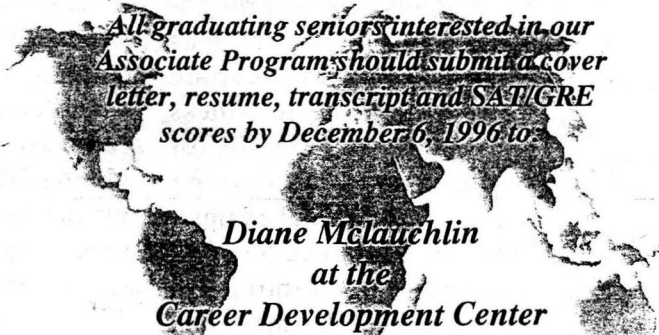 All graduating seniors interested in our
Associate Program should submit a cover
letter, resume, transcript and SAT/GRE
scores by December 6, 1996 to:
Diane Mclauchlin
at the
Career Development Center